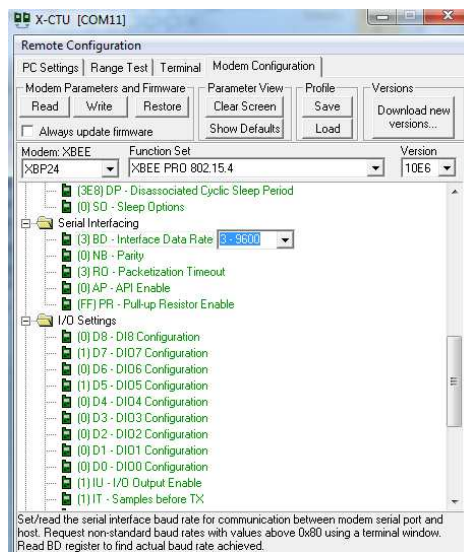 X-CTU [COM11]
Remote Configuration
PC Settings Range Test Terminal Modem Configuration
Modem Parameters and Firmware Parameter View Profile Versions
Read Write Restore Clear Screen Save Download new versions...
Always update firmware Show Defaults Load
Modem: XBEE Function Set Version
XBP24 XBEE PRO 802.15.4 10E6
(3E8) DP - Disassociated Cyclic Sleep Period
(0) SO - Sleep Options
Serial Interfacing
(3) BD - Interface Data Rate 3 - 9600
(0) NB - Parity
(3) RO - Packetization Timeout
(0) AP - API Enable
(FF) PR - Pull-up Resistor Enable
I/O Settings
(0) D8 - DI8 Configuration
(1) D7 - DIO7 Configuration
(0) D6 - DIO6 Configuration
(1) D5 - DIO5 Configuration
(0) D4 - DIO4 Configuration
(0) D3 - DIO3 Configuration
(0) D2 - DIO2 Configuration
(0) D1 - DIO1 Configuration
(0) D0 - DIO0 Configuration
(1) IU - I/O Output Enable
(1) IT - Samples before TX
Set/read the serial interface baud rate for communication between modem serial port and
host. Request non-standard baud rates with values above 0x80 using a terminal window.
Read BD register to find actual baud rate achieved.